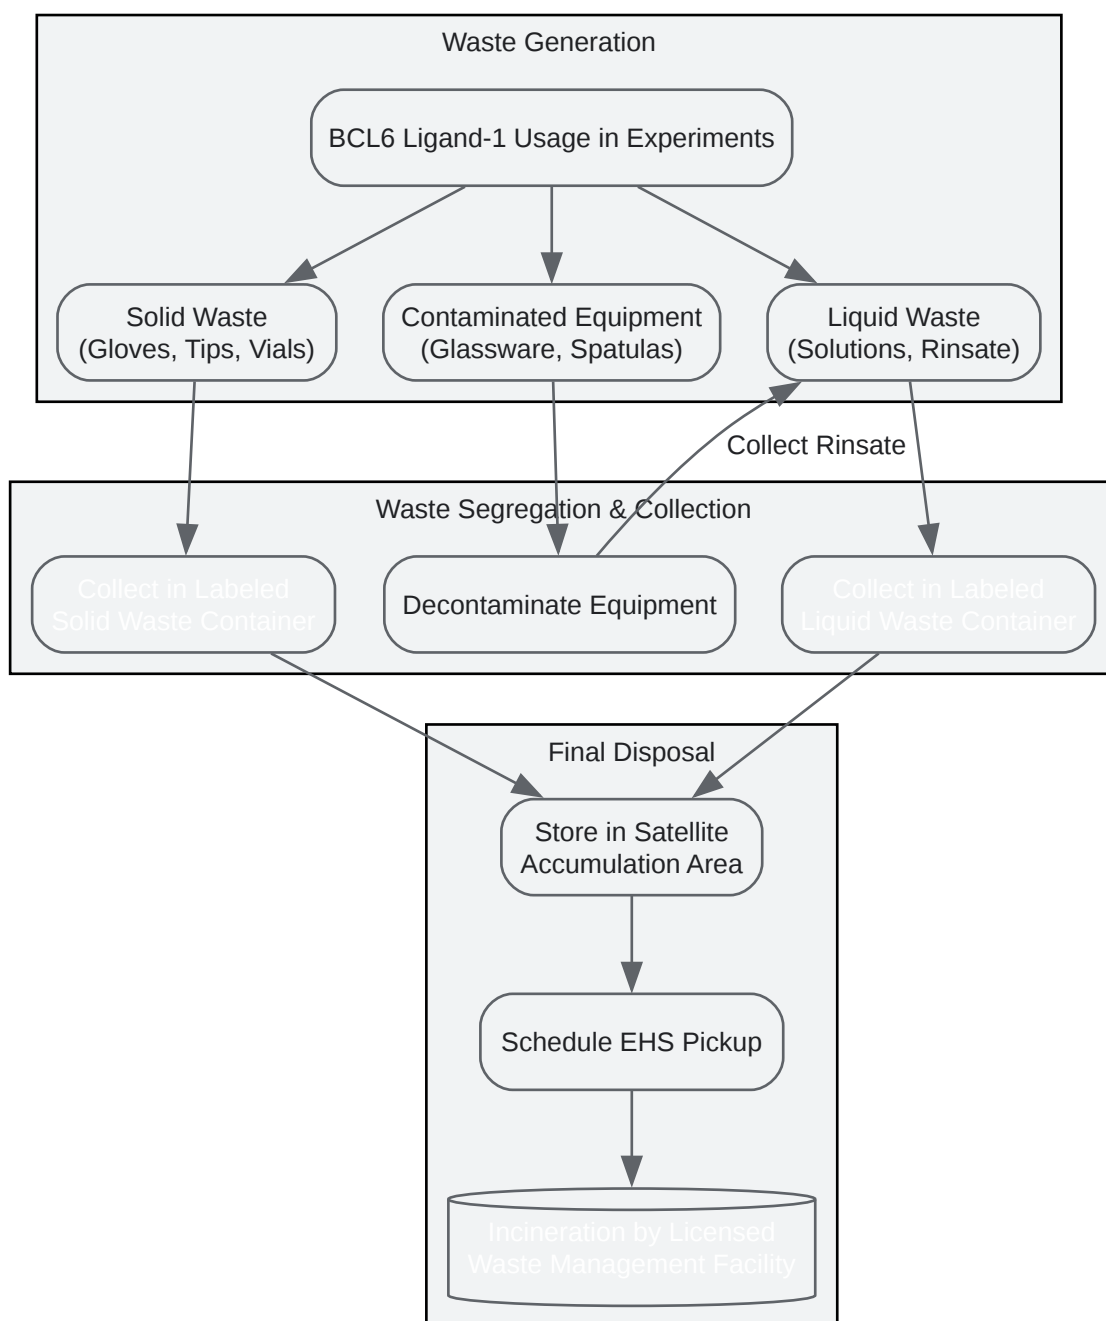 Waste Generation
BCL6 Ligand-1 Usage in Experiments
Solid Waste
(Gloves, Tips, Vials)
Contaminated Equipment
(Glassware, Spatulas)
Liquid Waste
(Solutions, Rinsate)
Collect Rinsate
Waste Segregation & Collection
Collect in Labeled
Solid Waste Container
Decontaminate Equipment
Collect in Labeled
Liquid Waste Container
Final Disposal
Store in Satellite
Accumulation Area
Schedule EHS Pickup
Incineration by Licensed
Waste Management Facility